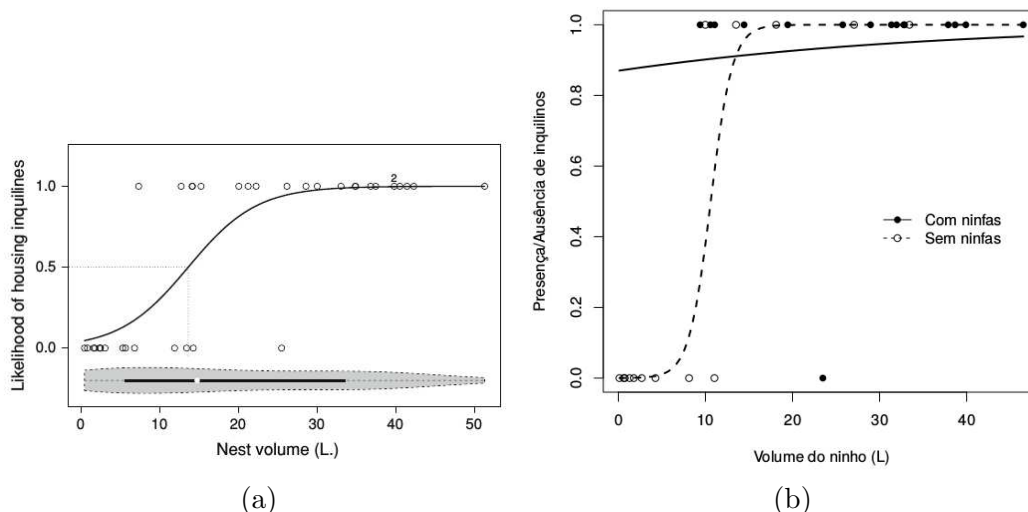 Likelihood of housing inquilines
1.0
0.5
0.0
2
0 10 20 30 40 50
Nest volume (L.)
(a)
Presença/Ausência de inquilinos
1.0
0.8
0.6
0.4
0.2
0.0
Com ninfas
Sem ninfas
0 10 20 30 40
Volume do ninho (L)
(b)